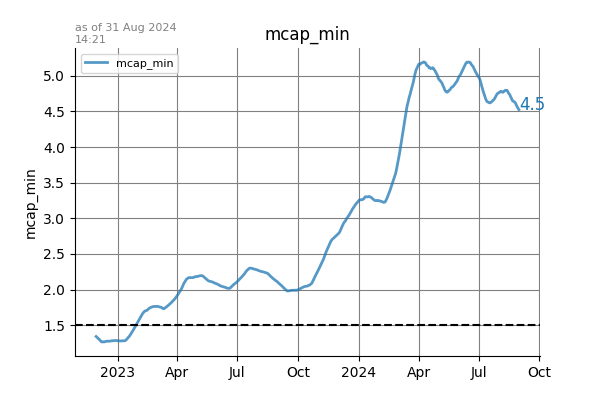 as of 31 Aug 2024
14:21
mcap_min
mcap_min
5.0
4.5
4.0
3.5
3.0
2.5
2.0
1.5
mcap_min
4.5
2023
Apr
Jul
Oct
2024
Apr
Jul
Oct